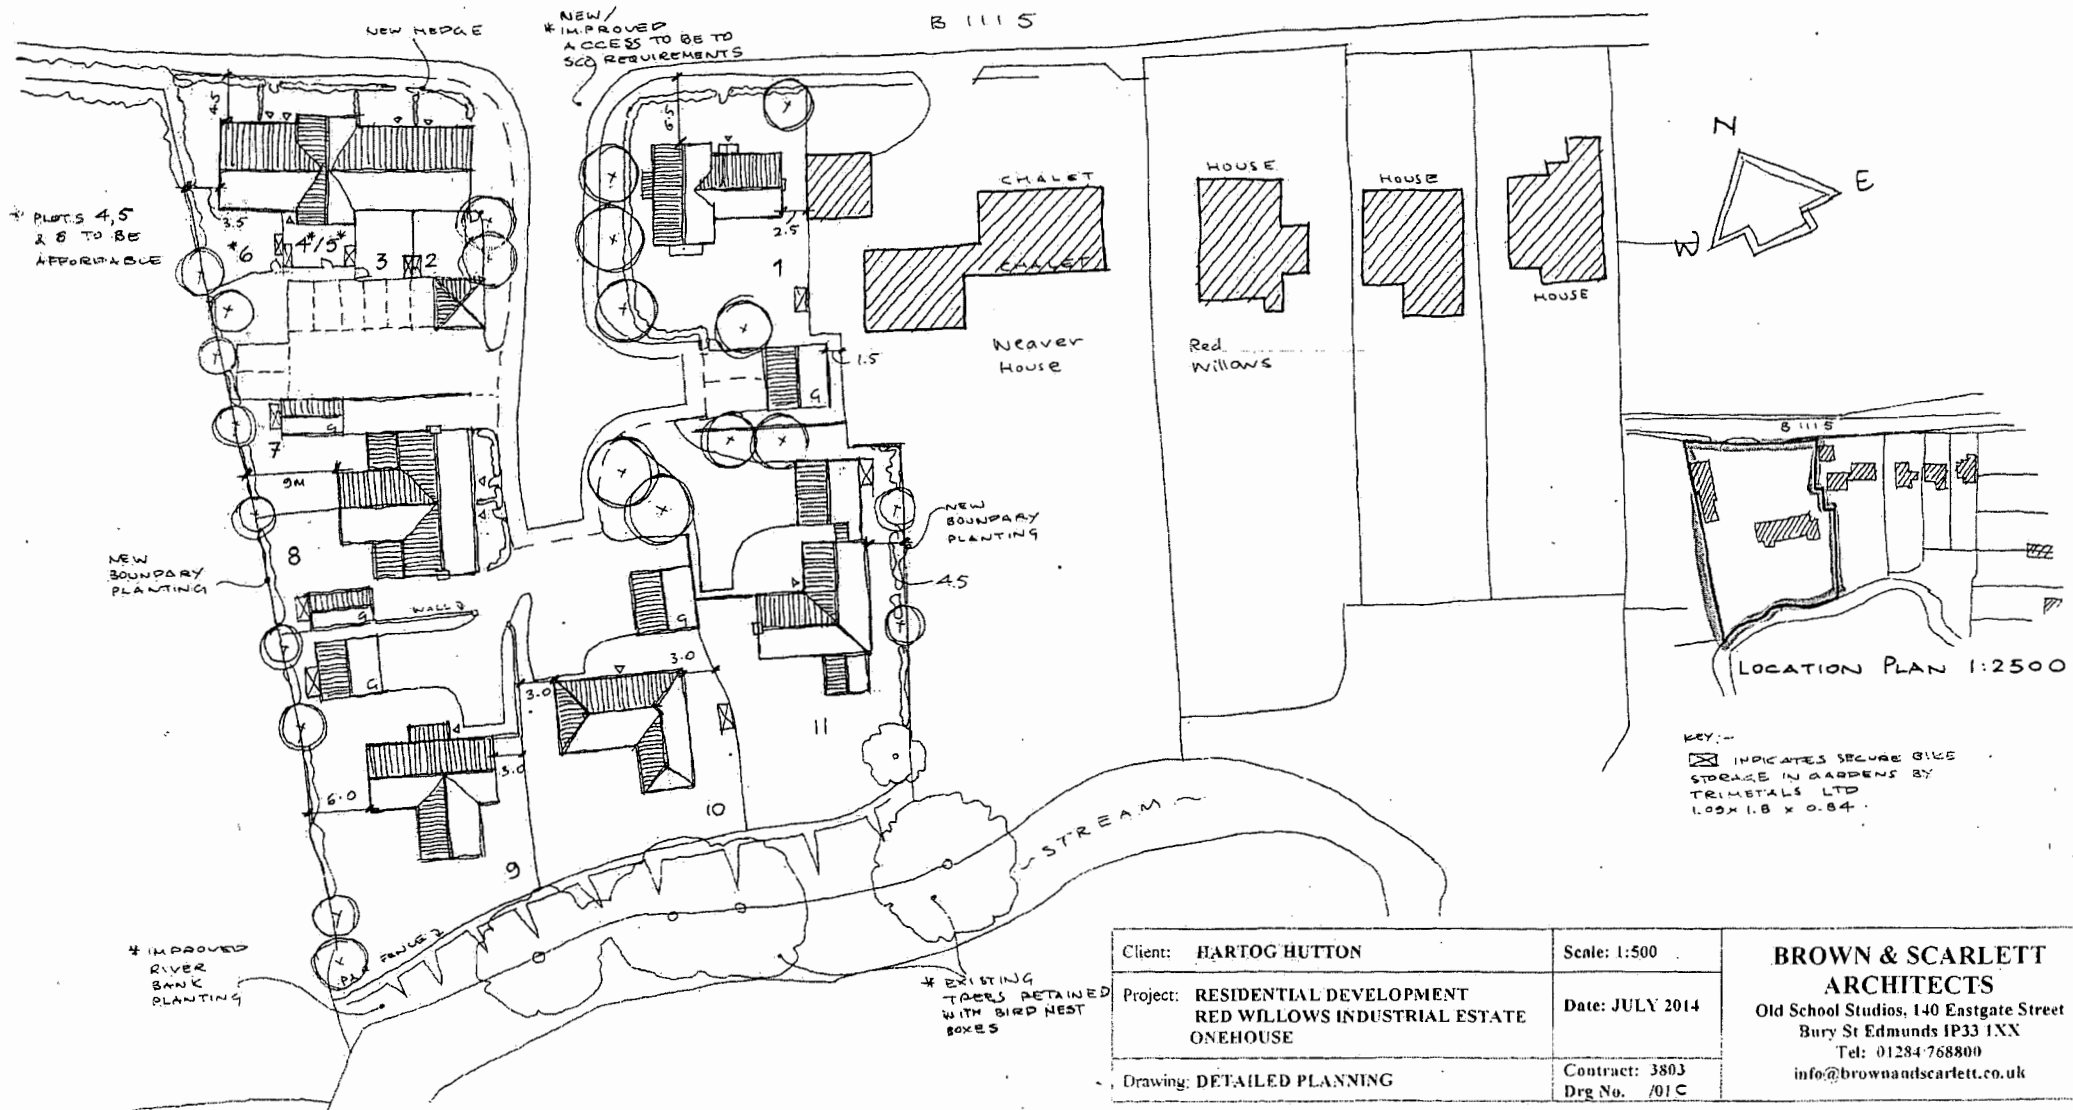 NEW HEDGE
NEW/
* IMPROVED
ACCESS TO BE TO
SCC REQUIREMENTS
B 1115
4.5
6.5
* PLOTS 4,5
& 6 TO BE
AFFORDABLE
3.5
*6
4*/5*
3
2
2.5
1
1.5
G
CHALET
CHALET
Weaver
House
HOUSE
Red
Willows
HOUSE
HOUSE
N
E
W
B 1115
LOCATION PLAN 1:2500
KEY:-
INDICATES SECURE BIKE
STORAGE IN GARDENS BY
TRIMETALS LTD
1.09 x 1.8 x 0.84
7
G
9M
8
NEW
BOUNDARY
PLANTING
G
WALL
G
NEW
BOUNDARY
PLANTING
4.5
G
3.0
3.0
11
10
3.0
6.0
9
STREAM
* IMPROVED
RIVER
BANK
PLANTING
FENCE
* EXISTING
TREES RETAINED
WITH BIRD NEST
BOXES
Client: HARTOG HUTTON
Scale: 1:500
Project: RESIDENTIAL DEVELOPMENT
RED WILLOWS INDUSTRIAL ESTATE
ONEHOUSE
Date: JULY 2014
Drawing: DETAILED PLANNING
Contract: 3803
Drg No. /01 C
BROWN & SCARLETT
ARCHITECTS
Old School Studios, 140 Eastgate Street
Bury St Edmunds IP33 1XX
Tel: 01284 768800
info@brownandscarlett.co.uk